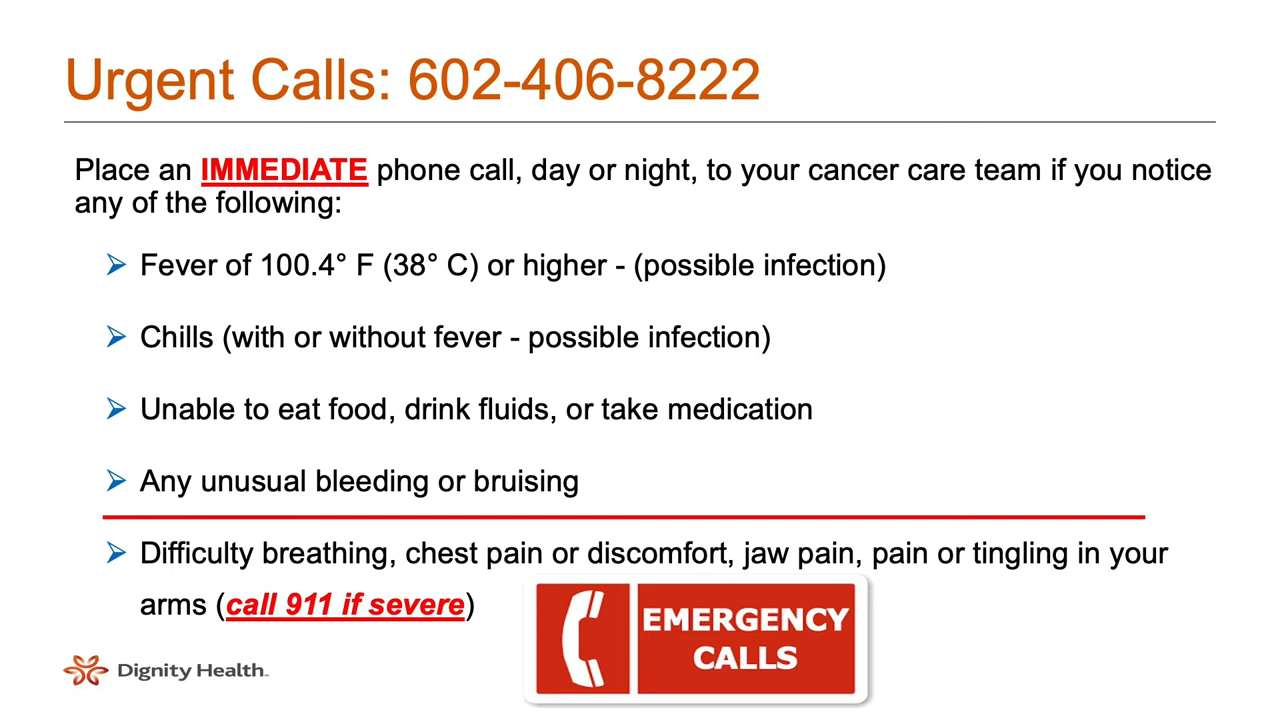 Urgent Calls: 602-406-8222
Place an IMMEDIATE phone call, day or night, to your cancer care team if you notice
any of the following:
Fever of 100.4° F (38° C) or higher - (possible infection)
Chills (with or without fever - possible infection)
Unable to eat food, drink fluids, or take medication
Any unusual bleeding or bruising
Difficulty breathing, chest pain or discomfort, jaw pain, pain or tingling in your
arms (call 911 if severe)
EMERGENCY
CALLS
Dignity Health™